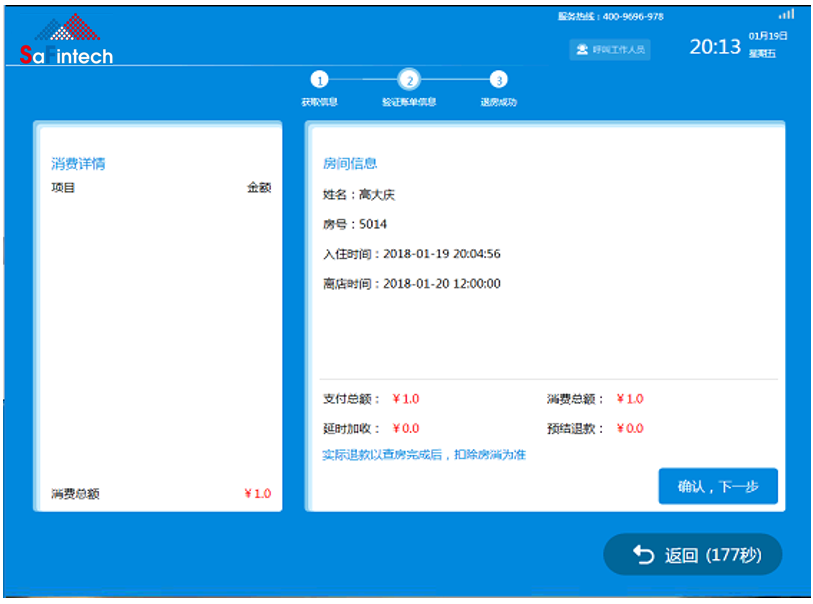 服务热线：400-9696-978
SaFintech
呼叫工作人员
20:13
01月19日
星期五
1
2
3
获取信息
验证账单信息
退房成功
消费详情
项目
金额
消费总额
￥1.0
房间信息
姓名：高大庆
房号：5014
入住时间：2018-01-19 20:04:56
离店时间：2018-01-20 12:00:00
支付总额：￥1.0
消费总额：￥1.0
延时加收：￥0.0
预结退款：￥0.0
实际退款以查房完成后，扣除房消为准
确认，下一步
返回 (177秒)